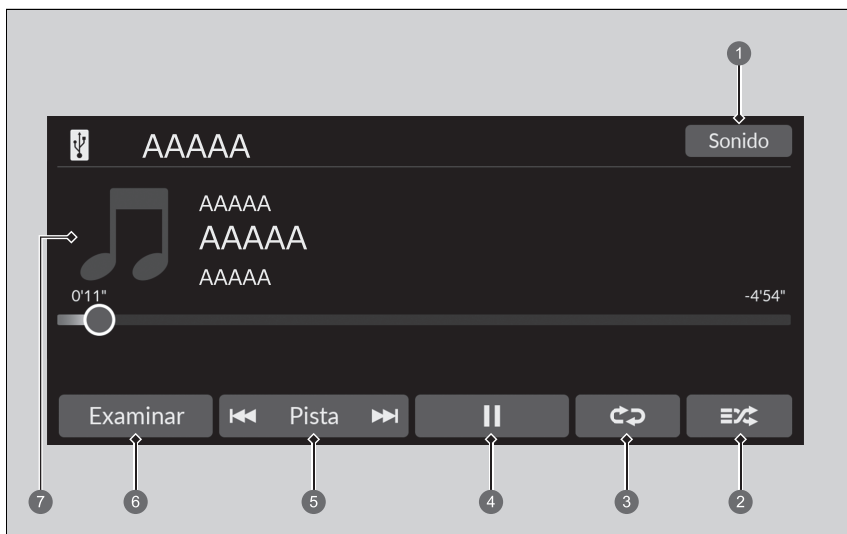 1
AAAAA
Sonido
AAAAA
AAAAA
AAAAA
0'11"
-4'54"
Examinar
Pista
7
6
5
4
3
2